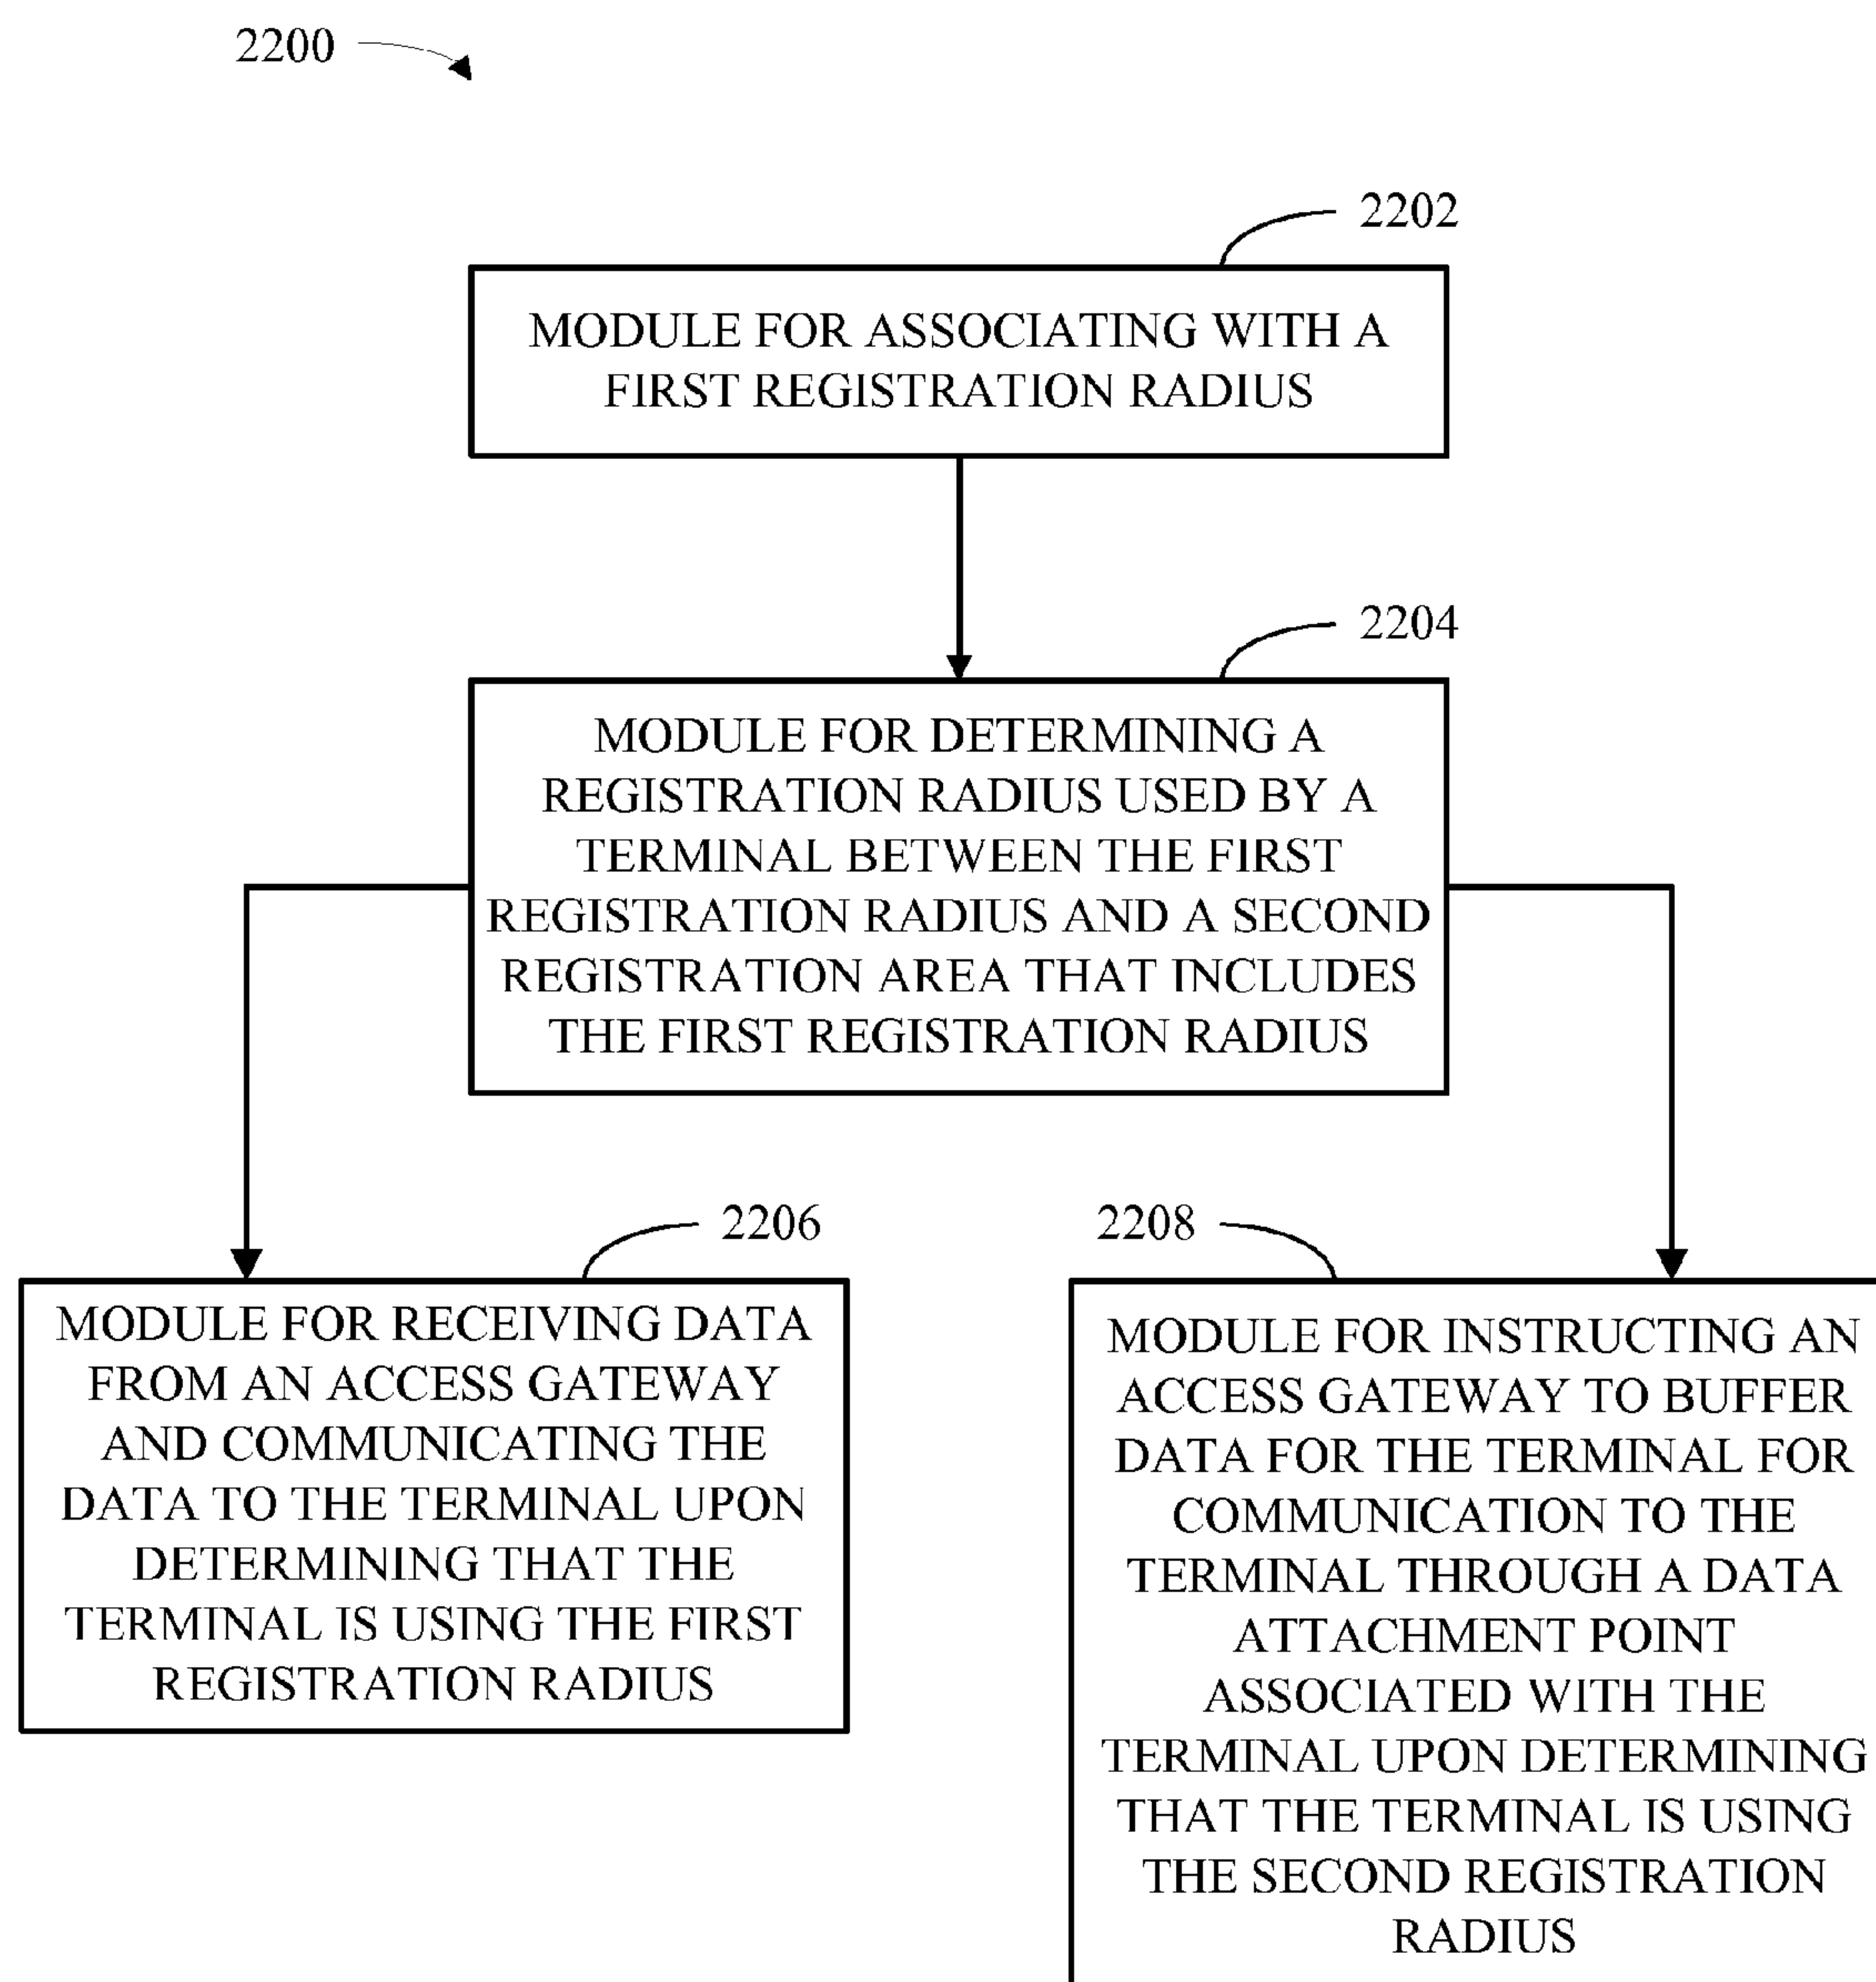 2200
2202
MODULE FOR ASSOCIATING WITH A
FIRST REGISTRATION RADIUS
2204
MODULE FOR DETERMINING A
REGISTRATION RADIUS USED BY A
TERMINAL BETWEEN THE FIRST
REGISTRATION RADIUS AND A SECOND
REGISTRATION AREA THAT INCLUDES
THE FIRST REGISTRATION RADIUS
2206
MODULE FOR RECEIVING DATA
FROM AN ACCESS GATEWAY
AND COMMUNICATING THE
DATA TO THE TERMINAL UPON
DETERMINING THAT THE
TERMINAL IS USING THE FIRST
REGISTRATION RADIUS
2208
MODULE FOR INSTRUCTING AN
ACCESS GATEWAY TO BUFFER
DATA FOR THE TERMINAL FOR
COMMUNICATION TO THE
TERMINAL THROUGH A DATA
ATTACHMENT POINT
ASSOCIATED WITH THE
TERMINAL UPON DETERMINING
THAT THE TERMINAL IS USING
THE SECOND REGISTRATION
RADIUS